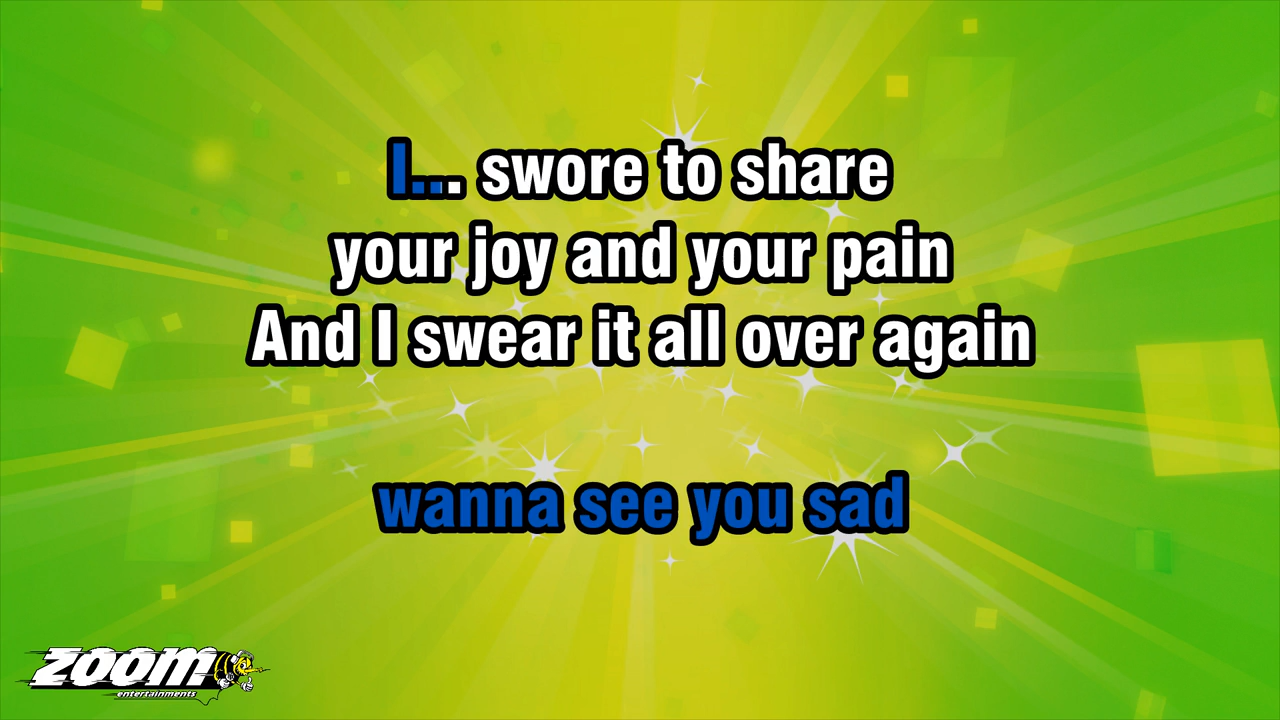 I... swore to share
your joy and your pain
And I swear it all over again
wanna see you sad
ZOOM
entertainments